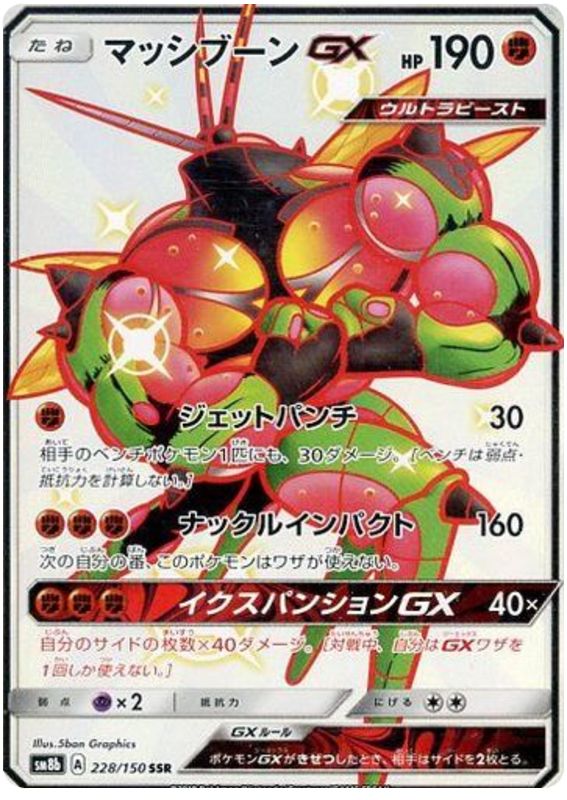 たね マッシブーン GX HP 190
ウルトラビースト
ジェットパンチ 30
相手のベンチポケモン1匹にも、30ダメージ。[ベンチは弱点・
抵抗力を計算しない。]
ナックルインパクト 160
次の自分の番、このポケモンはワザが使えない。
イクスパンションGX 40×
自分のサイドの枚数×40ダメージ。[対戦中、自分はGXワザを
1回しか使えない。]
弱点 ×2 抵抗力 にげる
GXルール
ポケモンGXがきぜつしたとき、相手はサイドを2枚とる。
Illus.5ban Graphics
sm8b A 228/150 SSR